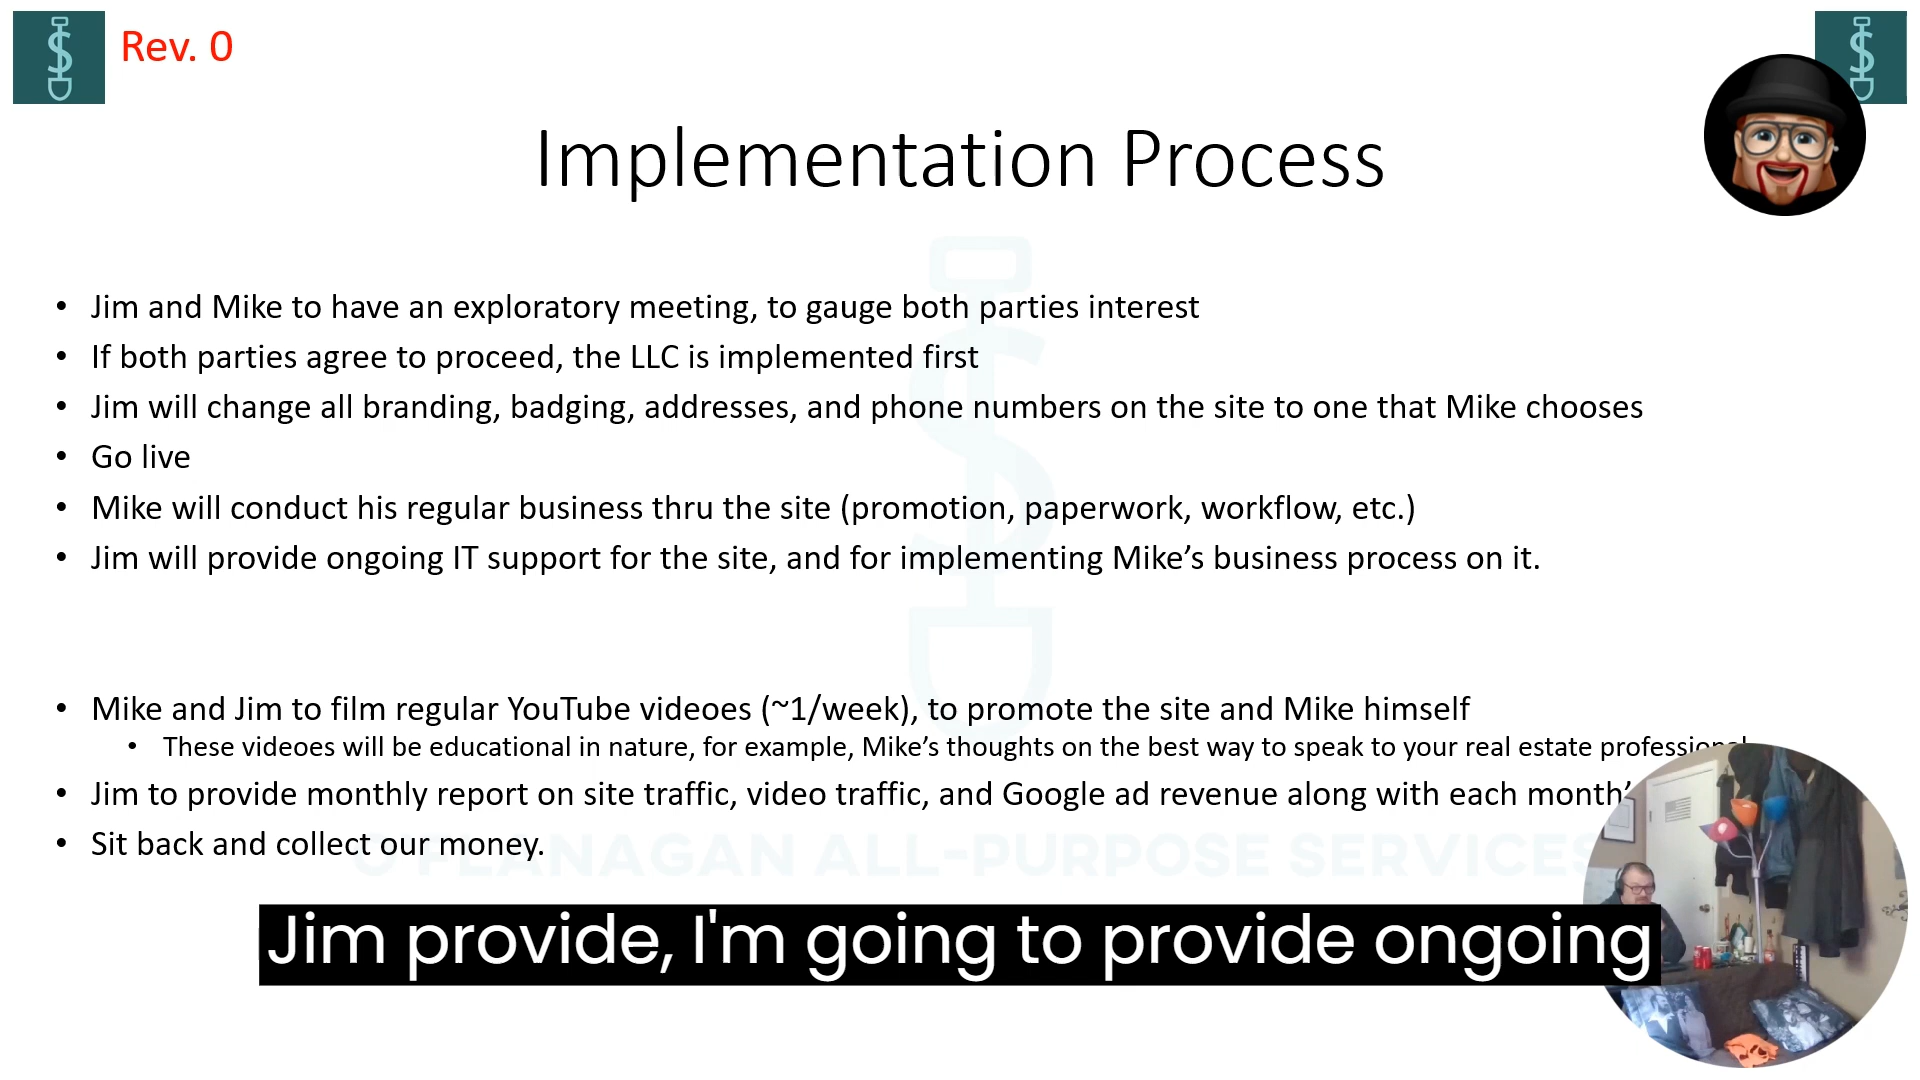 Rev. 0
Implementation Process
• Jim and Mike to have an exploratory meeting, to gauge both parties interest
• If both parties agree to proceed, the LLC is implemented first
• Jim will change all branding, badging, addresses, and phone numbers on the site to one that Mike chooses
• Go live
• Mike will conduct his regular business thru the site (promotion, paperwork, workflow, etc.)
• Jim will provide ongoing IT support for the site, and for implementing Mike’s business process on it.
• Mike and Jim to film regular YouTube videoes (~1/week), to promote the site and Mike himself
• These videoes will be educational in nature, for example, Mike’s thoughts on the best way to speak to your real estate professional
• Jim to provide monthly report on site traffic, video traffic, and Google ad revenue along with each month’
• Sit back and collect our money.
O'FLANAGAN ALL-PURPOSE SERVICES
Jim provide, I'm going to provide ongoing